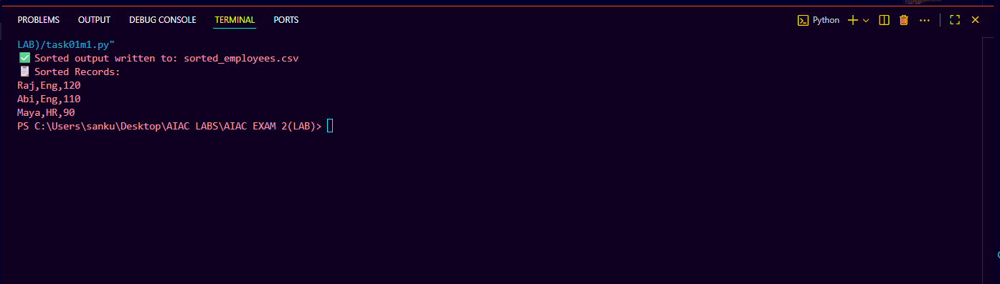 PROBLEMS OUTPUT DEBUG CONSOLE TERMINAL PORTS Python
LAB)/task01m1.py"
✅ Sorted output written to: sorted_employees.csv
📋 Sorted Records:
Raj,Eng,120
Abi,Eng,110
Maya,HR,90
PS C:\Users\sanku\Desktop\AIAC LABS\AIAC EXAM 2(LAB)>